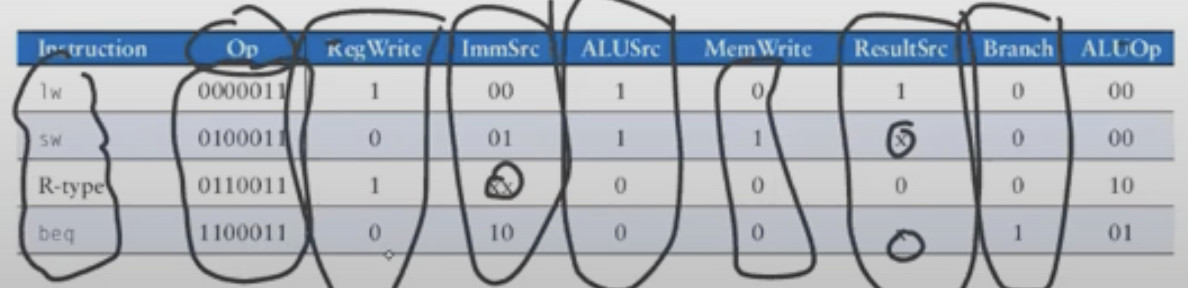 Instruction Op RegWrite ImmSrc ALUSrc MemWrite ResultSrc Branch ALUOp
lw 0000011 1 00 1 0 1 0 00
sw 0100011 0 01 1 1 x 0 00
R-type 0110011 1 xx 0 0 0 0 10
beq 1100011 0 10 0 0 x 1 01